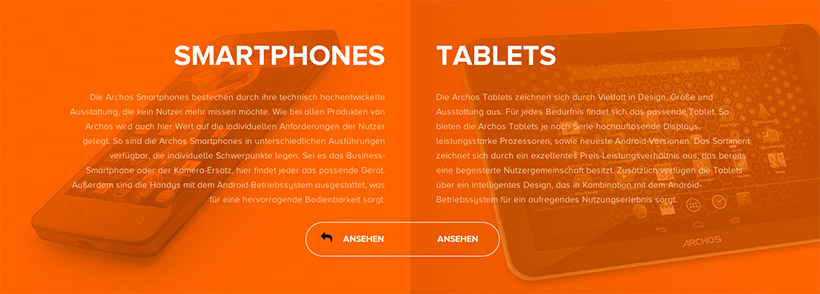 SMARTPHONES
Die Archos Smartphones bestechen durch ihre technisch hochentwickelte
Ausstattung, die kein Nutzer mehr missen möchte. Wie bei allen Produkten von
Archos wird auch hier Wert auf die individuellen Anforderungen der Nutzer
gelegt. So sind die Archos Smartphones in unterschiedlichen Ausführungen
verfügbar, die individuelle Schwerpunkte legen. Sei es das Business-
Smartphone oder der Kamera-Ersatz, hier findet jeder das passende Gerät.
Außerdem sind die Handys mit dem Android-Betriebssystem ausgestattet, was
für eine hervorragende Bedienbarkeit sorgt.
ANSEHEN
TABLETS
Die Archos Tablets zeichnen sich durch Vielfalt in Design, Größe und
Ausstattung aus. Für jedes Bedürfnis findet sich das passende Tablet. So
bieten die Archos Tablets je nach Serie hochauflösende Displays,
leistungsstarke Prozessoren, sowie neueste Android-Versionen. Das Sortiment
zeichnet sich durch ein exzellentes Preis-Leistungsverhältnis aus, das bereits
eine begeisterte Nutzergemeinschaft besitzt. Zusätzlich verfügen die Tablets
über ein intelligentes Design, das in Kombination mit dem Android-
Betriebssystem für ein aufregendes Nutzungserlebnis sorgt.
ANSEHEN
ARCHOS